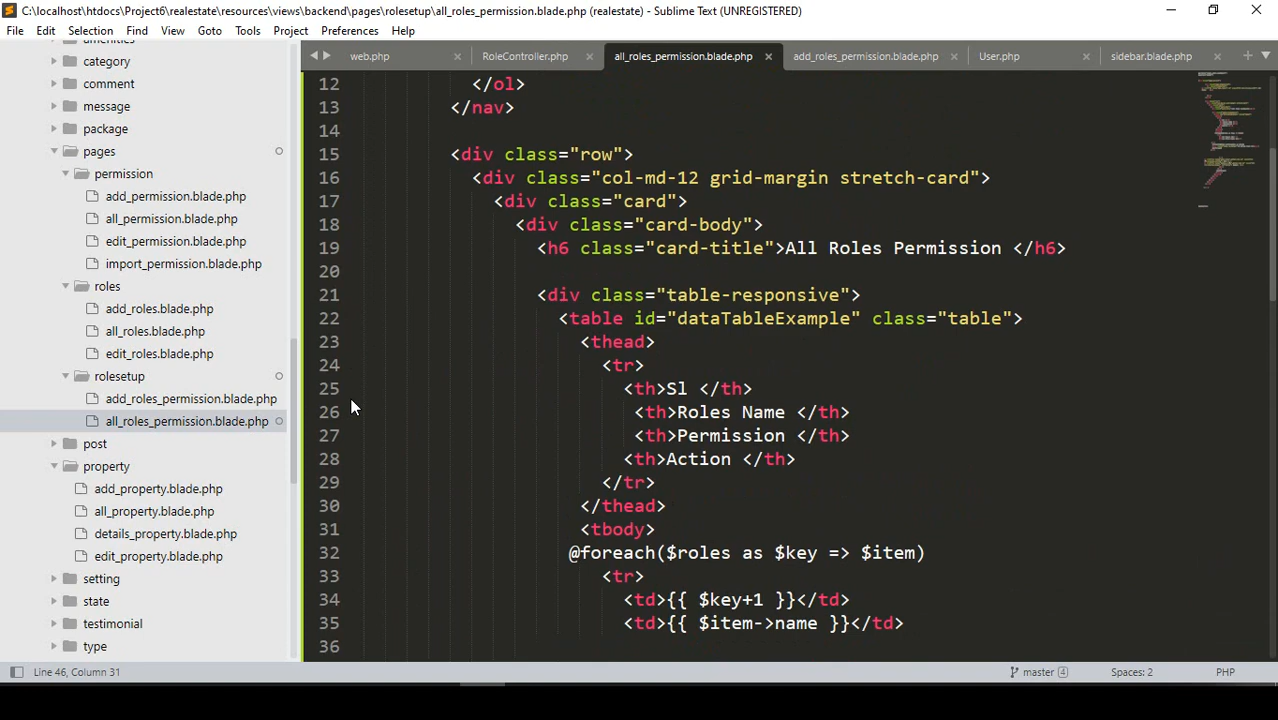 C:\localhost\htdocs\Project6\realestate\resources\views\backend\pages\rolesetup\all_roles_permission.blade.php (realestate) - Sublime Text (UNREGISTERED)
File Edit Selection Find View Goto Tools Project Preferences Help
category
comment
message
package
pages
permission
add_permission.blade.php
all_permission.blade.php
edit_permission.blade.php
import_permission.blade.php
roles
add_roles.blade.php
all_roles.blade.php
edit_roles.blade.php
rolesetup
add_roles_permission.blade.php
all_roles_permission.blade.php
post
property
add_property.blade.php
all_property.blade.php
details_property.blade.php
edit_property.blade.php
setting
state
testimonial
type
web.php RoleController.php all_roles_permission.blade.php add_roles_permission.blade.php User.php sidebar.blade.php
12 </ol>
13 </nav>
14
15 <div class="row">
16 <div class="col-md-12 grid-margin stretch-card">
17 <div class="card">
18 <div class="card-body">
19 <h6 class="card-title">All Roles Permission </h6>
20
21 <div class="table-responsive">
22 <table id="dataTableExample" class="table">
23 <thead>
24 <tr>
25 <th>Sl </th>
26 <th>Roles Name </th>
27 <th>Permission </th>
28 <th>Action </th>
29 </tr>
30 </thead>
31 <tbody>
32 @foreach($roles as $key => $item)
33 <tr>
34 <td>{{ $key+1 }}</td>
35 <td>{{ $item->name }}</td>
36
Line 46, Column 31 master 4 Spaces: 2 PHP